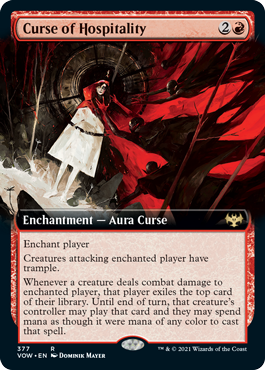 Curse of Hospitality 2
Enchantment — Aura Curse
Enchant player
Creatures attacking enchanted player have
trample.
Whenever a creature deals combat damage to
enchanted player, that player exiles the top card
of their library. Until end of turn, that creature's
controller may play that card and they may spend
mana as though it were mana of any color to cast
that spell.
377 R
VOW • EN DOMINIK MAYER ™ & © 2021 Wizards of the Coast